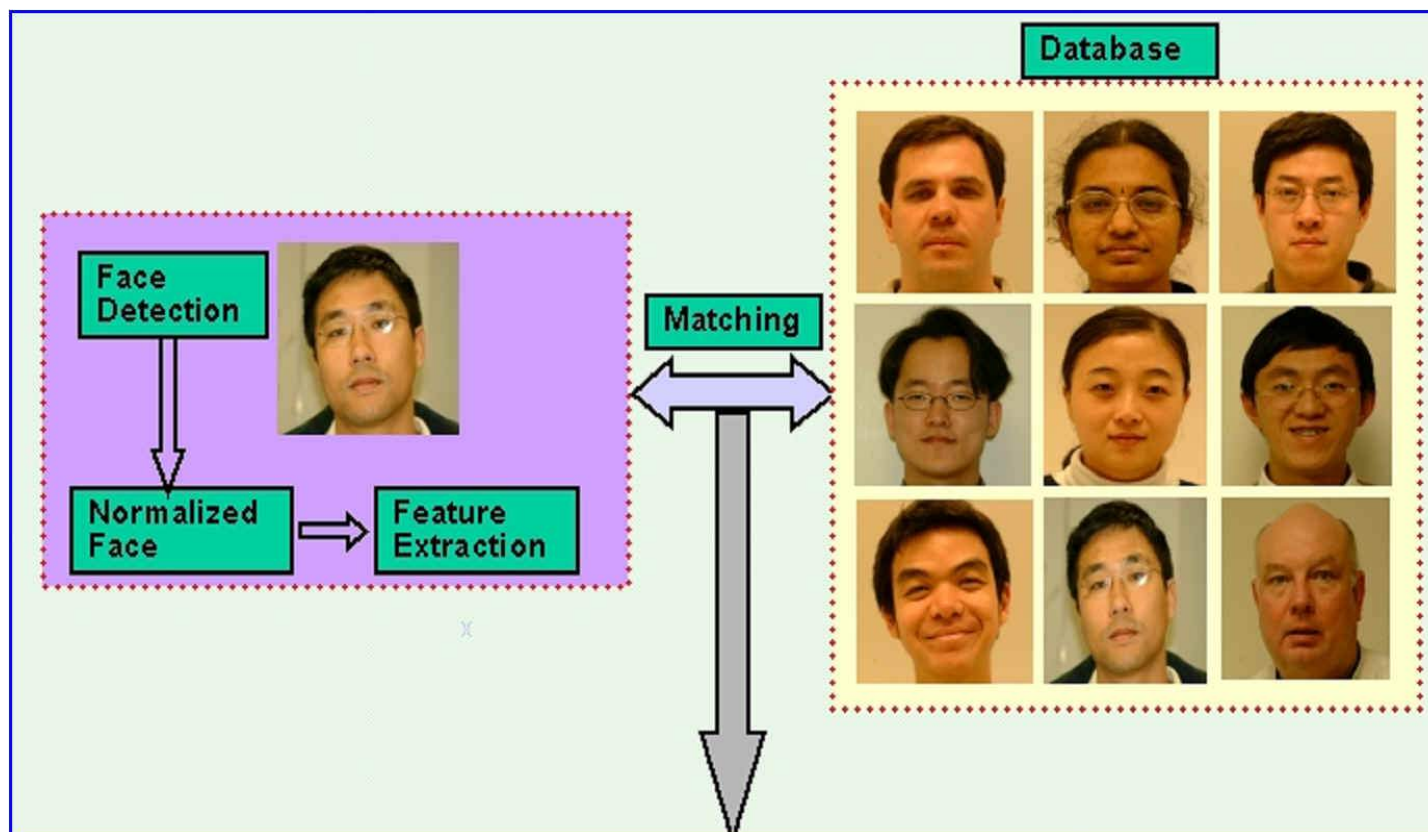 Database
Face
Detection
Matching
Normalized
Face
Feature
Extraction